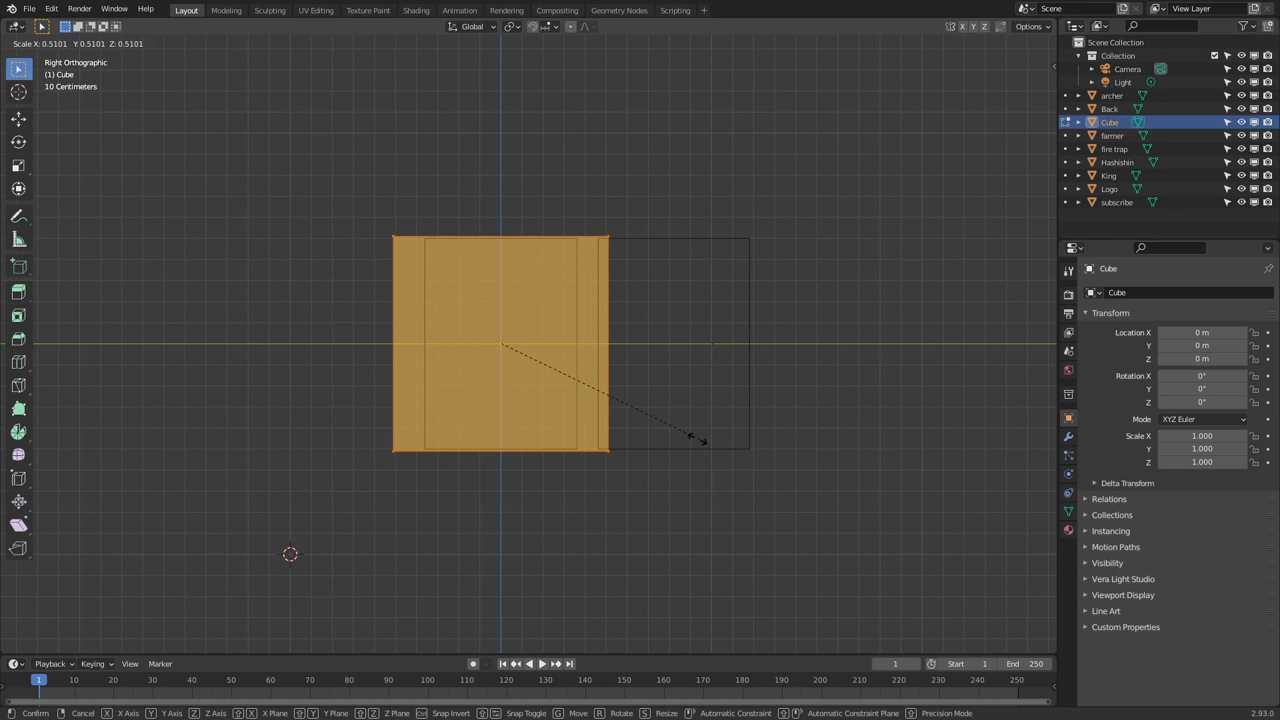 File Edit Render Window Help Layout Modeling Sculpting UV Editing Texture Paint Shading Animation Rendering Compositing Geometry Nodes Scripting + Scene View Layer
Global X Y Z Options
Scale X: 0.5101 Y: 0.5101 Z: 0.5101
Right Orthographic
(1) Cube
10 Centimeters
Scene Collection
Collection
Camera
Light
archer
Back
Cube
farmer
fire trap
Hashishin
King
Logo
subscribe
Cube
Cube
Transform
Location X 0 m
Y 0 m
Z 0 m
Rotation X 0°
Y 0°
Z 0°
Mode XYZ Euler
Scale X 1.000
Y 1.000
Z 1.000
Delta Transform
Relations
Collections
Instancing
Motion Paths
Visibility
Vera Light Studio
Viewport Display
Line Art
Custom Properties
Playback Keying View Marker 1 Start 1 End 250
1 10 20 30 40 50 60 70 80 90 100 110 120 130 140 150 160 170 180 190 200 210 220 230 240 250
Confirm Cancel X X Axis Y Y Axis Z Z Axis X X Plane Y Y Plane Z Z Plane Ctrl Snap Invert Snap Toggle G Move R Rotate S Resize Automatic Constraint Automatic Constraint Plane Precision Mode 2.93.0